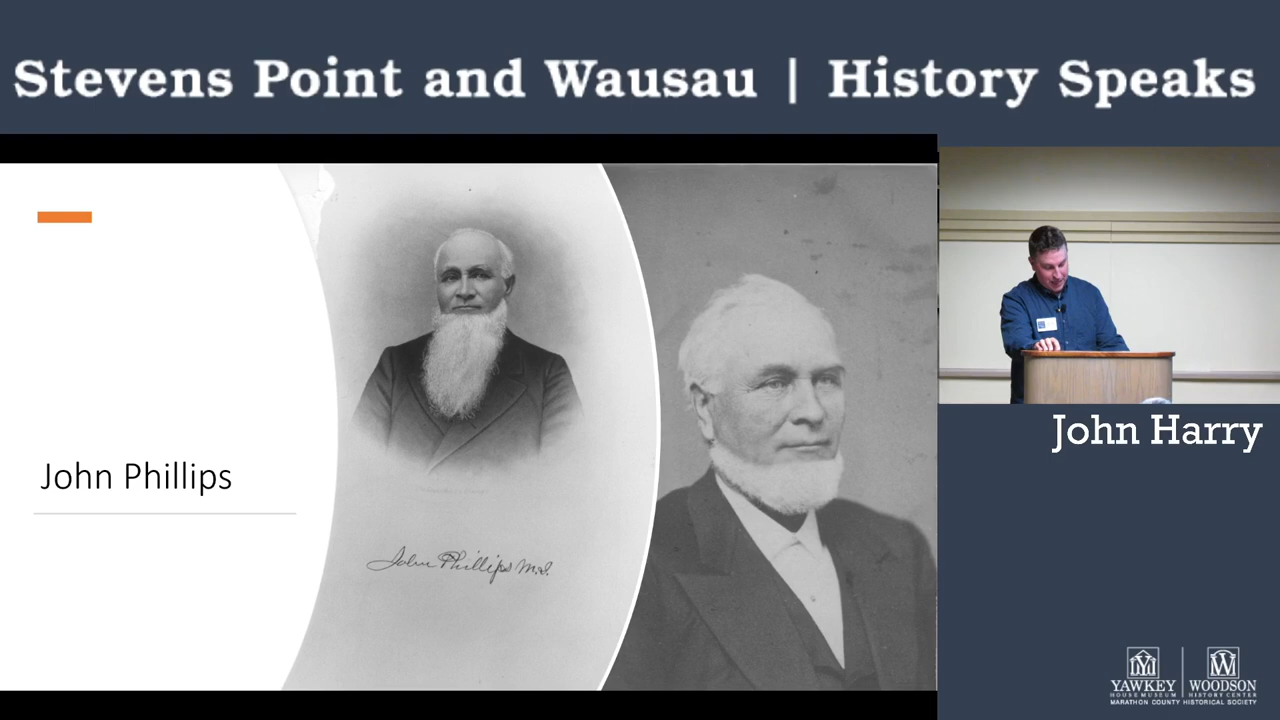 Stevens Point and Wausau | History Speaks
John Phillips
John Phillips M.D.
John Harry
YAWKEY
HOUSE MUSEUM
WOODSON
HISTORY CENTER
MARATHON COUNTY HISTORICAL SOCIETY